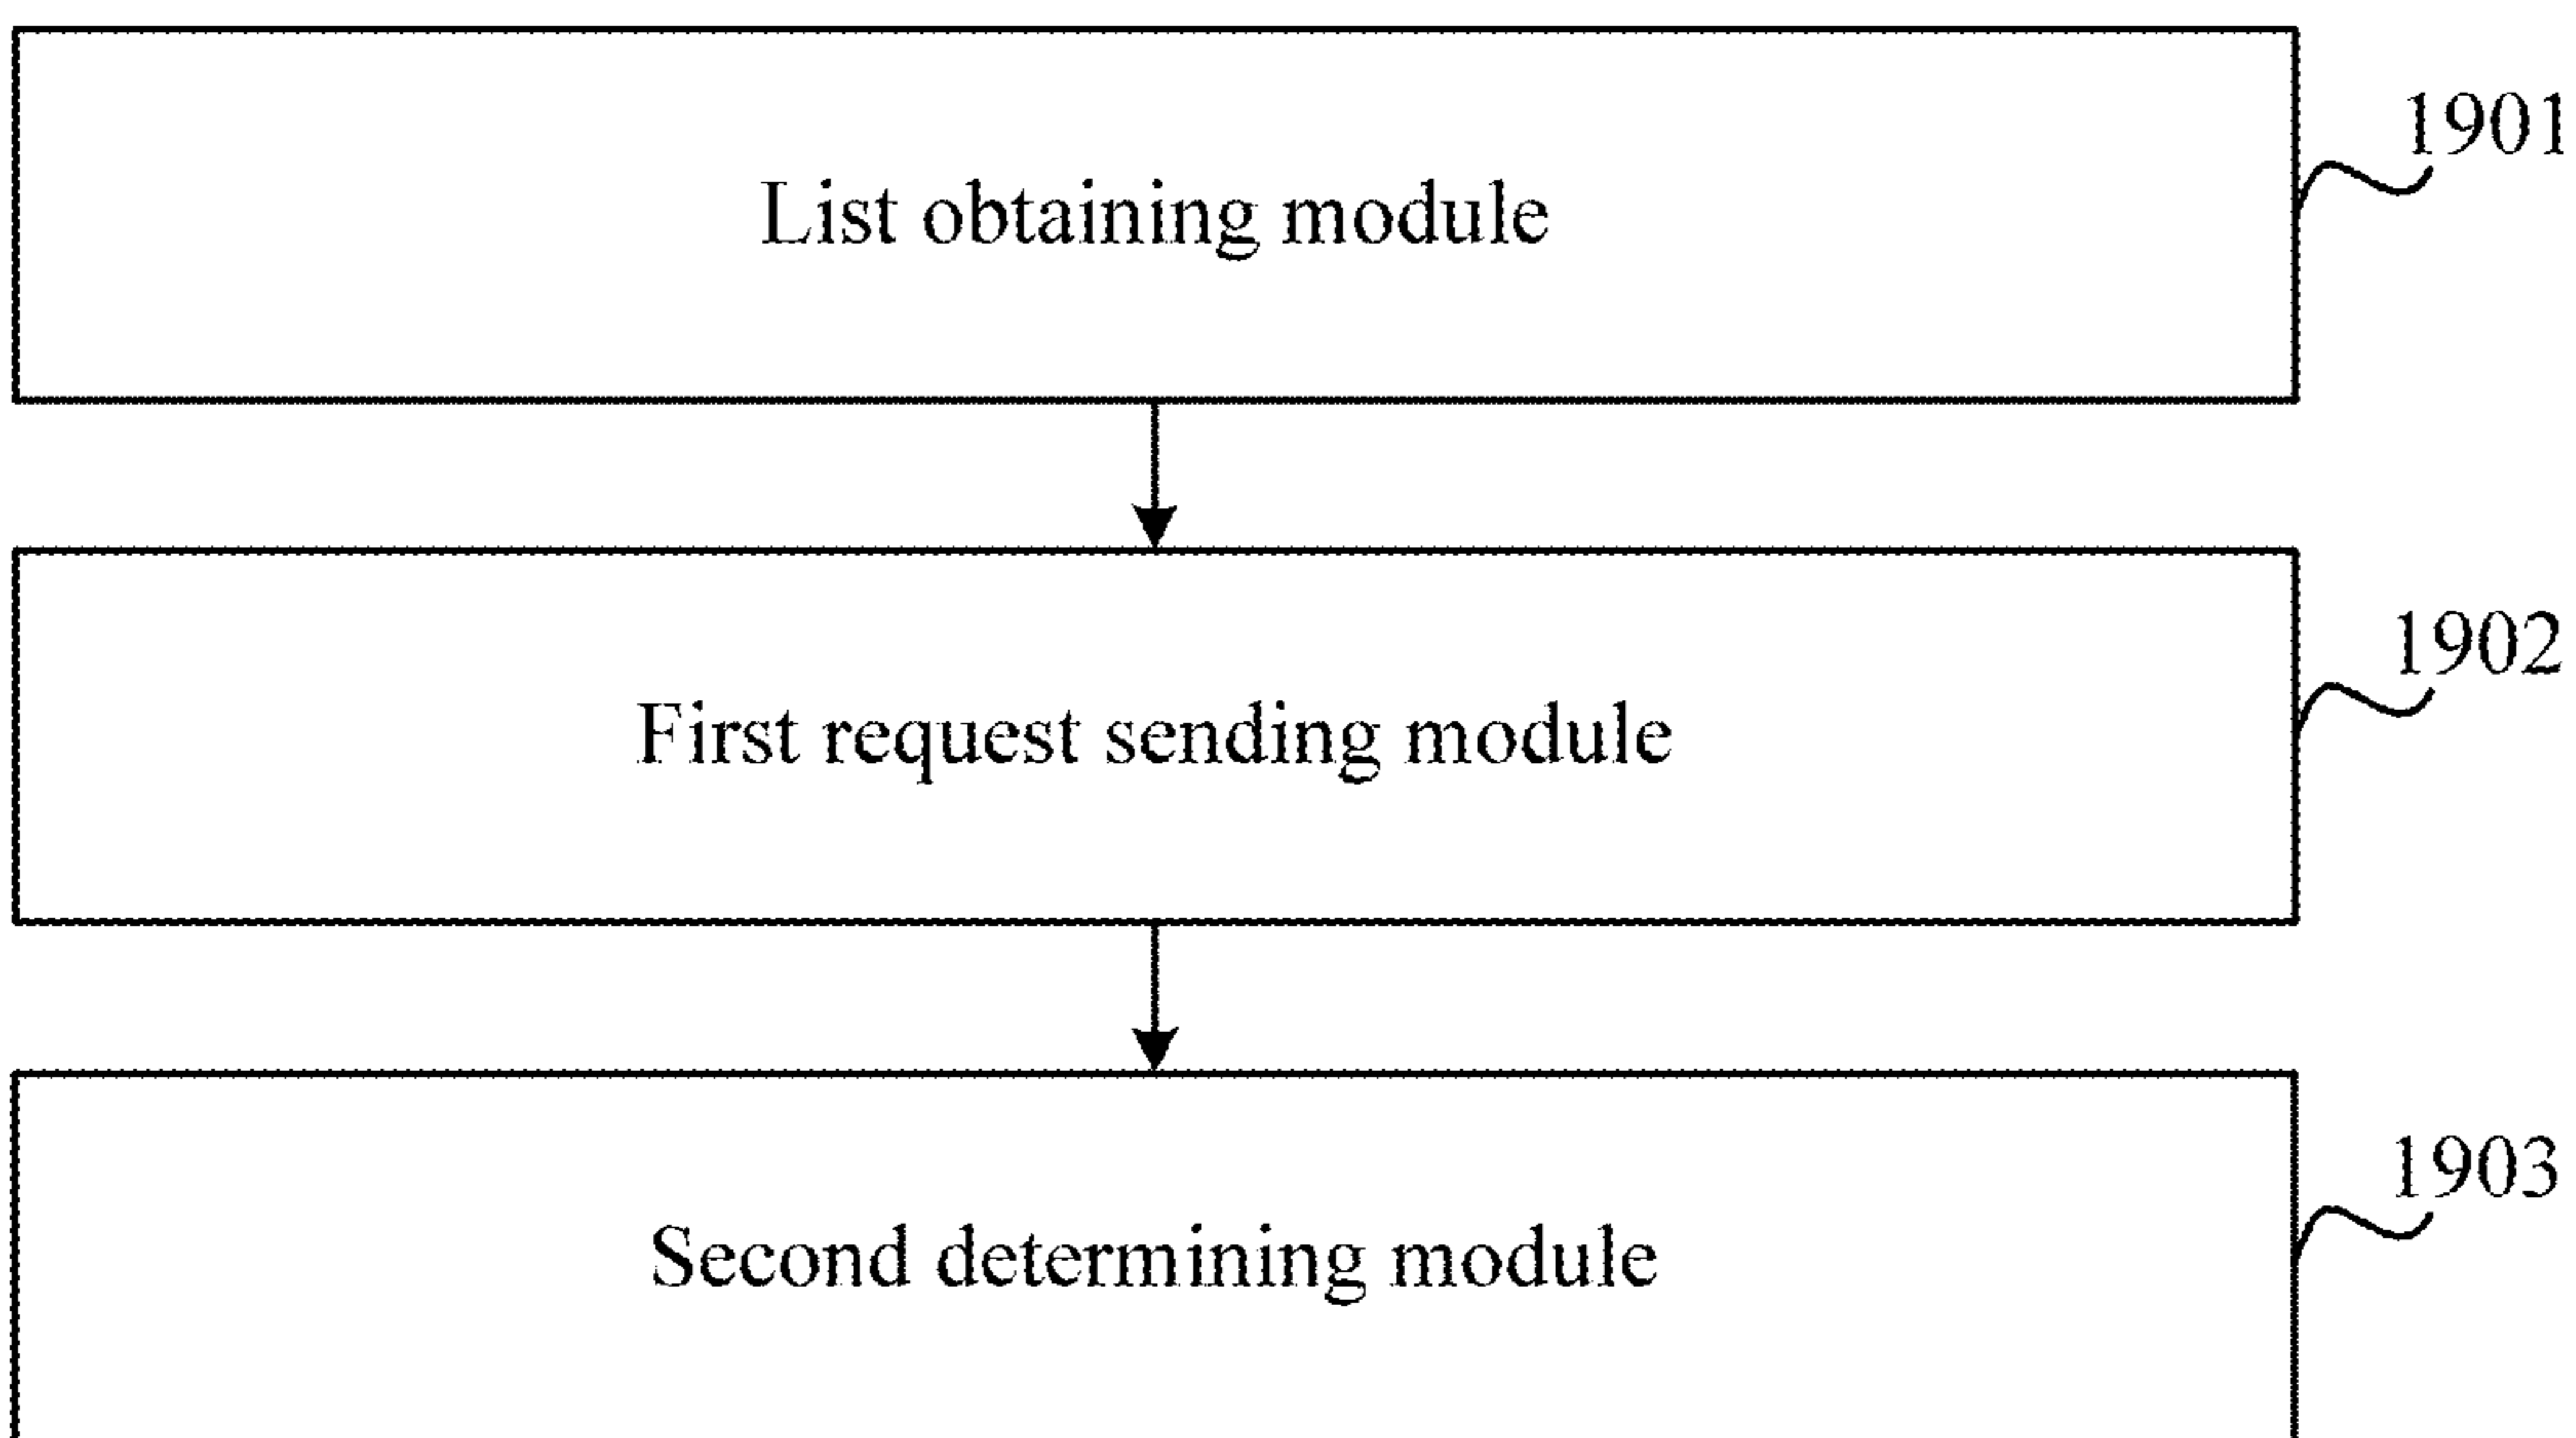 1901
List obtaining module
1902
First request sending module
1903
Second determining module